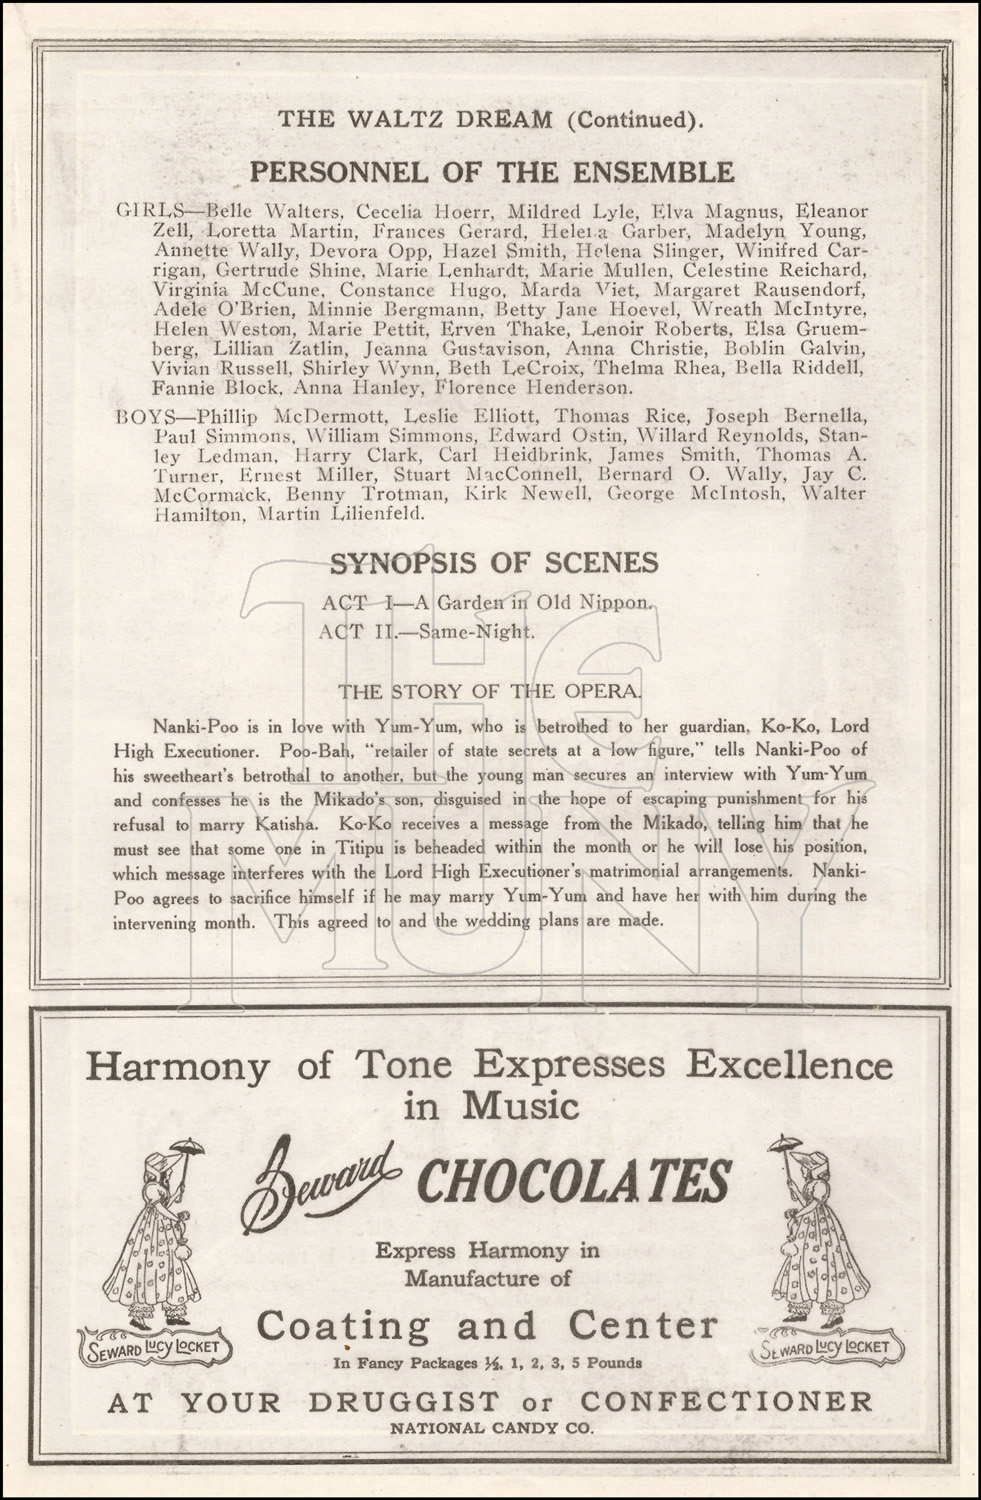 THE WALTZ DREAM (Continued).
PERSONNEL OF THE ENSEMBLE
GIRLS—Belle Walters, Cecelia Hoerr, Mildred Lyle, Elva Magnus, Eleanor
Zell, Loretta Martin, Frances Gerard, Helena Garber, Madelyn Young,
Annette Wally, Devora Opp, Hazel Smith, Helena Slinger, Winifred Car-
rigan, Gertrude Shine, Marie Lenhardt, Marie Mullen, Celestine Reichard,
Virginia McCune, Constance Hugo, Marda Viet, Margaret Rausendorf,
Adele O'Brien, Minnie Bergmann, Betty Jane Hoevel, Wreath McIntyre,
Helen Weston, Marie Pettit, Erven Thake, Lenoir Roberts, Elsa Gruem-
berg, Lillian Zatlin, Jeanna Gustavison, Anna Christie, Boblin Galvin,
Vivian Russell, Shirley Wynn, Beth LeCroix, Thelma Rhea, Bella Riddell,
Fannie Block, Anna Hanley, Florence Henderson.
BOYS—Phillip McDermott, Leslie Elliott, Thomas Rice, Joseph Bernella,
Paul Simmons, William Simmons, Edward Ostin, Willard Reynolds, Stan-
ley Ledman, Harry Clark, Carl Heidbrink, James Smith, Thomas A.
Turner, Ernest Miller, Stuart MacConnell, Bernard O. Wally, Jay C.
McCormack, Benny Trotman, Kirk Newell, George McIntosh, Walter
Hamilton, Martin Lilienfeld.
SYNOPSIS OF SCENES
ACT I—A Garden in Old Nippon.
ACT II.—Same-Night.
THE STORY OF THE OPERA.
Nanki-Poo is in love with Yum-Yum, who is betrothed to her guardian, Ko-Ko, Lord
High Executioner. Poo-Bah, "retailer of state secrets at a low figure," tells Nanki-Poo of
his sweetheart's betrothal to another, but the young man secures an interview with Yum-Yum
and confesses he is the Mikado's son, disguised in the hope of escaping punishment for his
refusal to marry Katisha. Ko-Ko receives a message from the Mikado, telling him that he
must see that some one in Titipu is beheaded within the month or he will lose his position,
which message interferes with the Lord High Executioner's matrimonial arrangements. Nanki-
Poo agrees to sacrifice himself if he may marry Yum-Yum and have her with him during the
intervening month. This agreed to and the wedding plans are made.
THE
MUNY
Harmony of Tone Expresses Excellence
in Music
Seward CHOCOLATES
Express Harmony in
Manufacture of
Coating and Center
SEWARD LUCY LOCKET
SEWARD LUCY LOCKET
In Fancy Packages ½, 1, 2, 3, 5 Pounds
AT YOUR DRUGGIST or CONFECTIONER
NATIONAL CANDY CO.